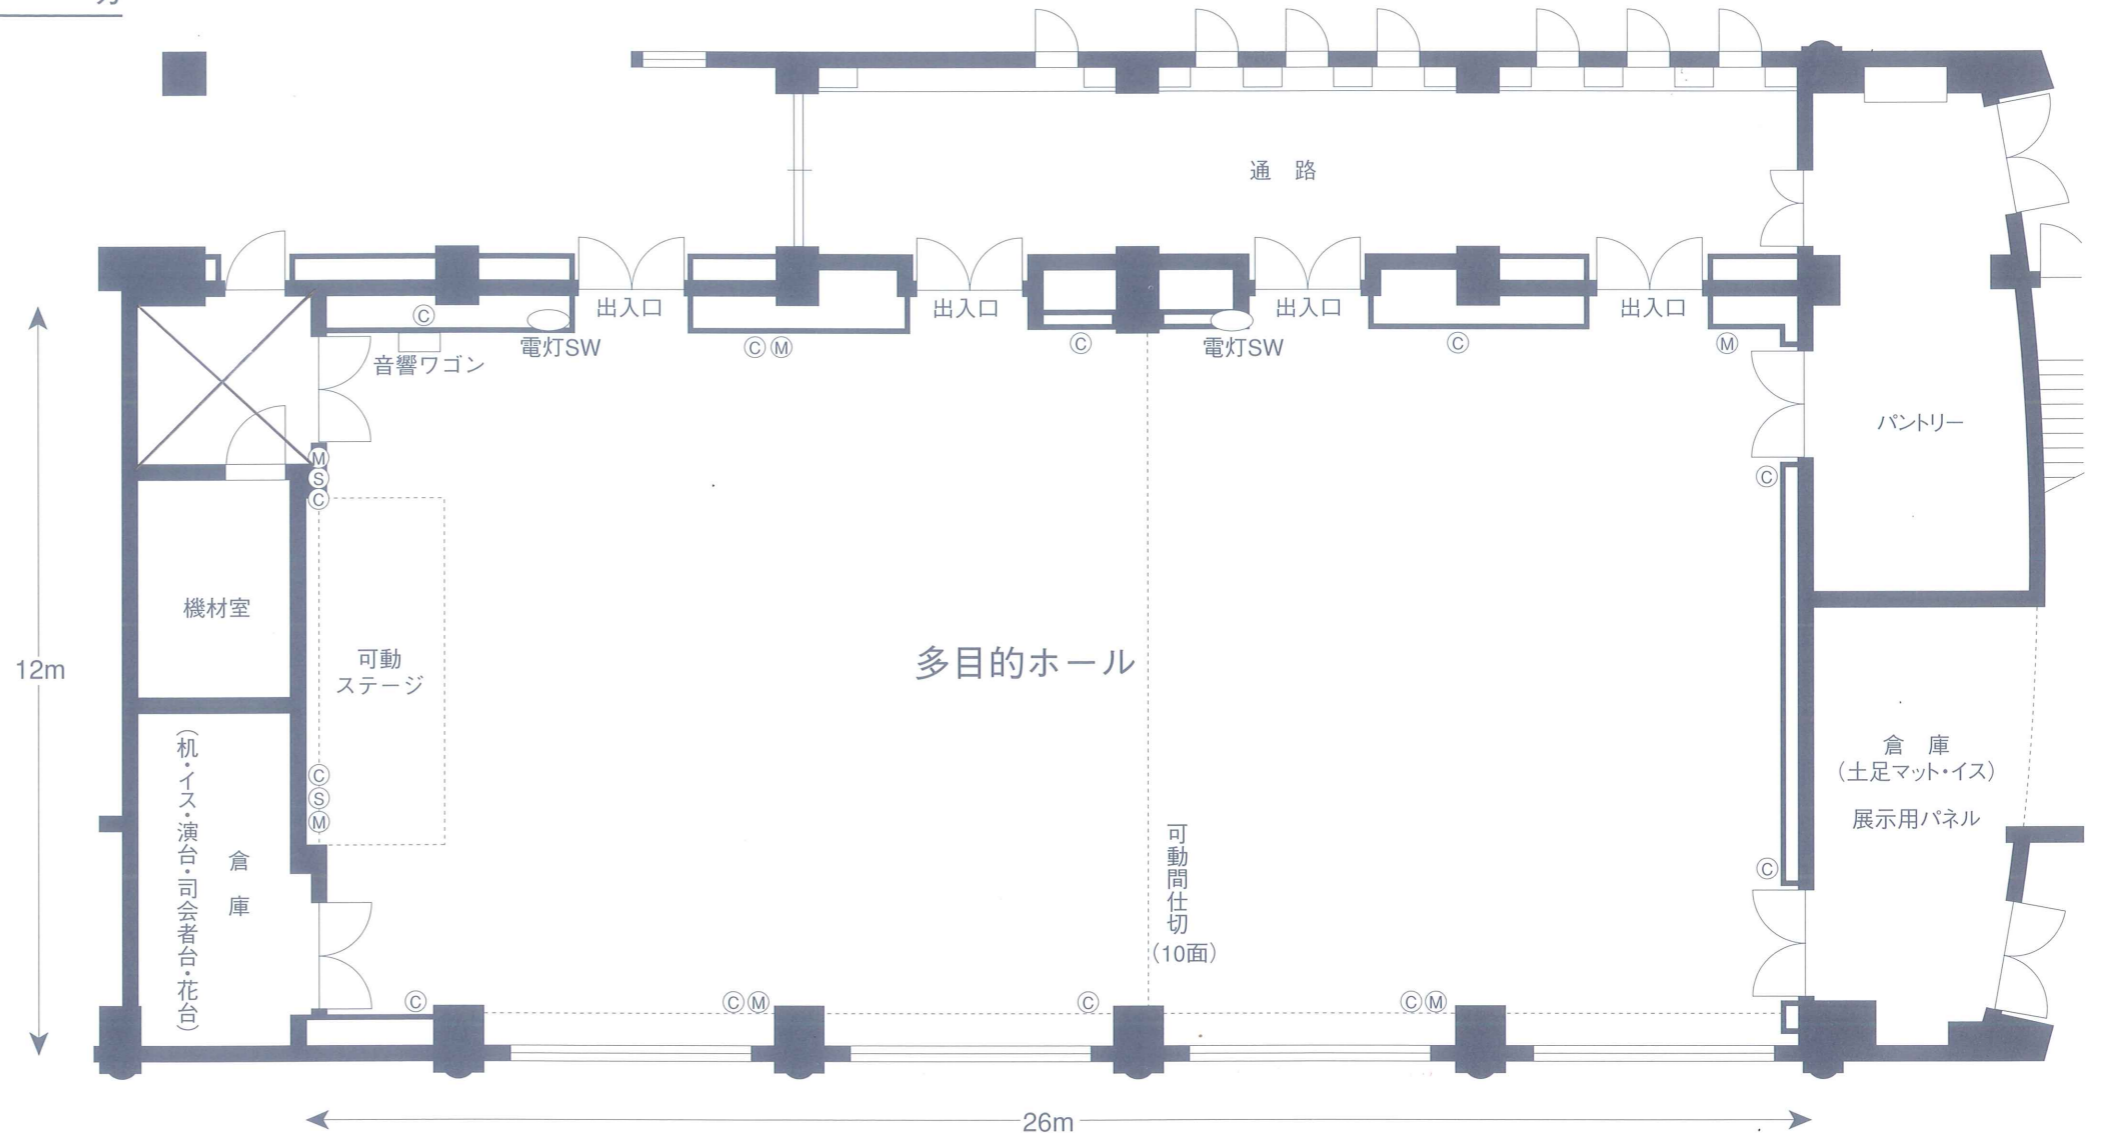 通 路
出入口
出入口
出入口
出入口
Ⓒ
電灯SW
音響ワゴン
ⒸⓂ
Ⓒ
電灯SW
Ⓒ
Ⓜ
パントリー
Ⓜ
Ⓢ
Ⓒ
Ⓒ
機材室
可動
ステージ
多目的ホール
12m
(机・イス・演台・司会者台・花台)
倉 庫
Ⓒ
Ⓢ
Ⓜ
可動間仕切
(10面)
Ⓒ
倉 庫
(土足マット・イス)
展示用パネル
Ⓒ
ⒸⓂ
Ⓒ
ⒸⓂ
26m